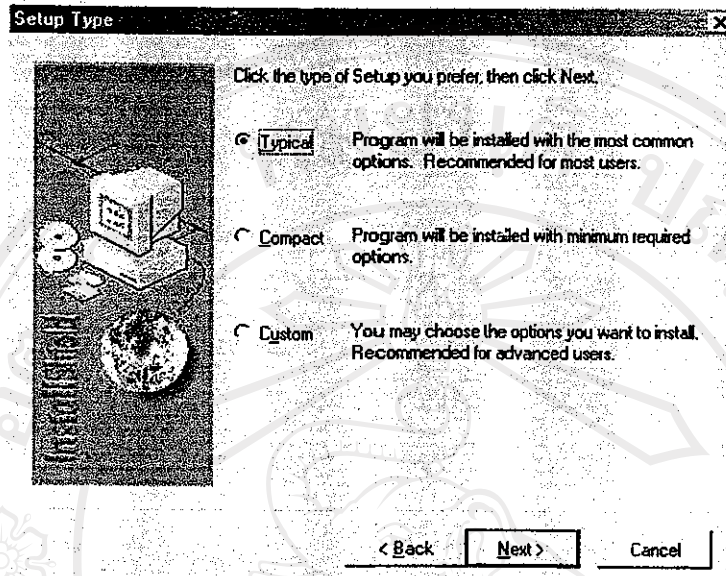 Setup Type
Click the type of Setup you prefer, then click Next.
Typical Program will be installed with the most common
options. Recommended for most users.
Compact Program will be installed with minimum required
options.
Custom You may choose the options you want to install.
Recommended for advanced users.
InstallShield
< Back Next > Cancel